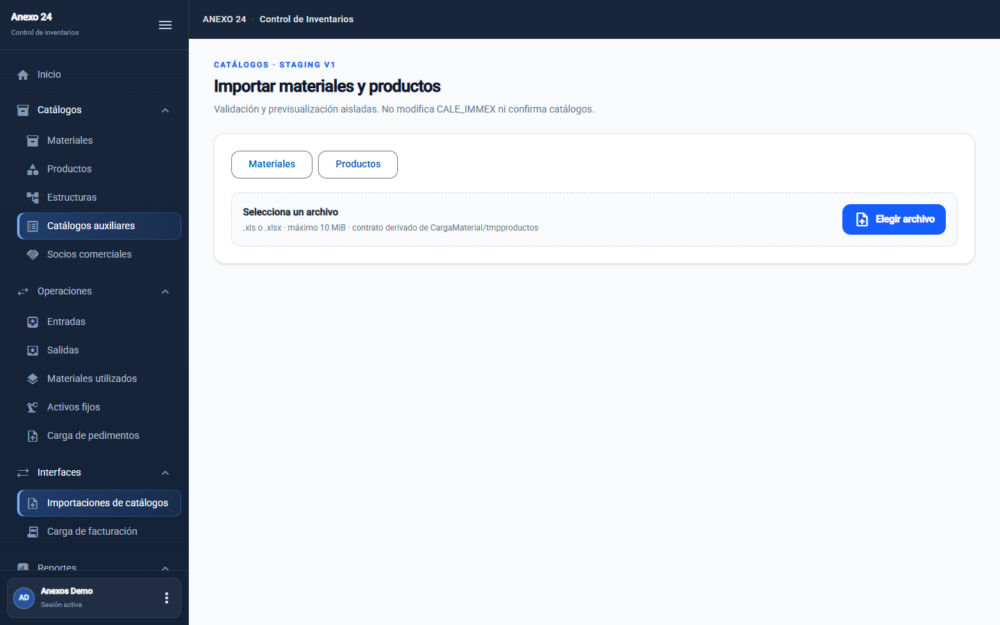 Anexo 24
Control de inventarios
Inicio
Catálogos
Materiales
Productos
Estructuras
Catálogos auxiliares
Socios comerciales
Operaciones
Entradas
Salidas
Materiales utilizados
Activos fijos
Carga de pedimentos
Interfaces
Importaciones de catálogos
Carga de facturación
Reportes
AD
Anexos Demo
Sesión activa
ANEXO 24 · Control de Inventarios
CATÁLOGOS · STAGING V1
Importar materiales y productos
Validación y previsualización aisladas. No modifica CALE_IMMEX ni confirma catálogos.
Materiales
Productos
Selecciona un archivo
.xls o .xlsx · máximo 10 MiB · contrato derivado de CargaMaterial/tmpproductos
Elegir archivo